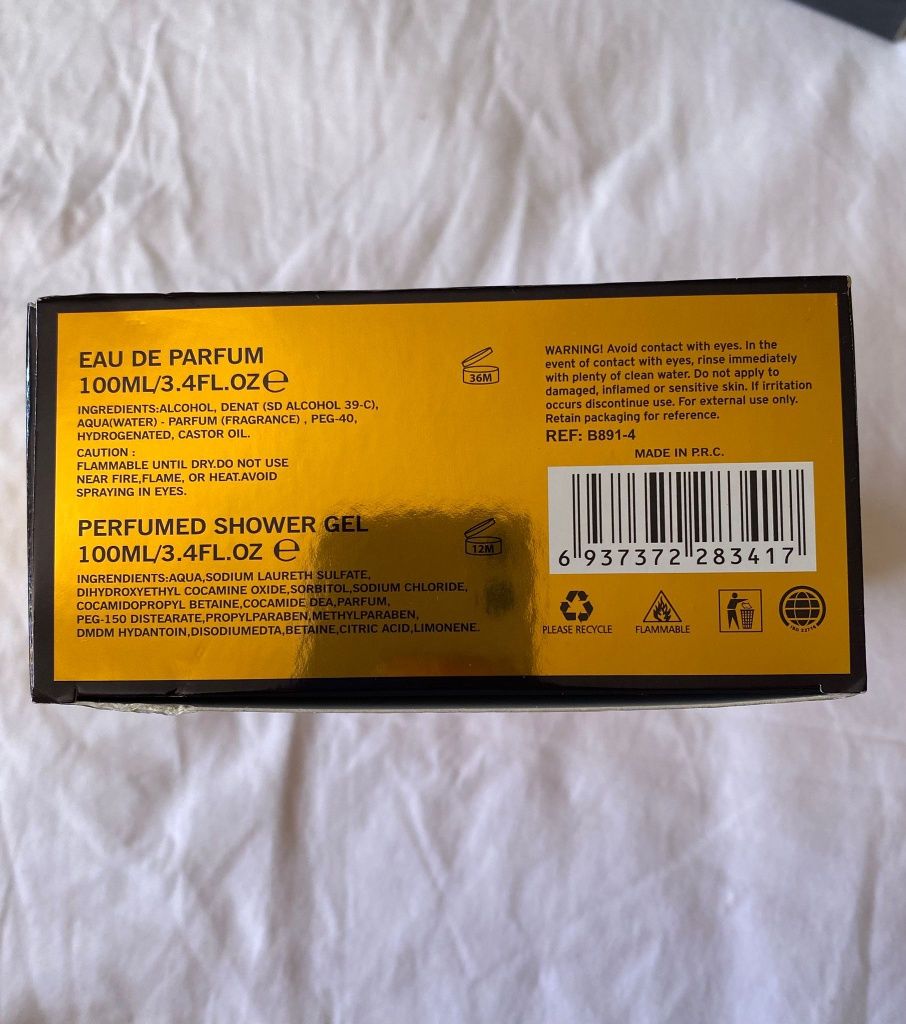 EAU DE PARFUM
100ML/3.4FL.OZ℮
36M
INGREDIENTS:ALCOHOL, DENAT (SD ALCOHOL 39-C),
AQUA(WATER) - PARFUM (FRAGRANCE) , PEG-40,
HYDROGENATED, CASTOR OIL.
CAUTION :
FLAMMABLE UNTIL DRY.DO NOT USE
NEAR FIRE,FLAME, OR HEAT.AVOID
SPRAYING IN EYES.
PERFUMED SHOWER GEL
100ML/3.4FL.OZ ℮
12M
INGRENDIENTS:AQUA,SODIUM LAURETH SULFATE,
DIHYDROXYETHYL COCAMINE OXIDE,SORBITOL,SODIUM CHLORIDE,
COCAMIDOPROPYL BETAINE,COCAMIDE DEA,PARFUM,
PEG-150 DISTEARATE,PROPYLPARABEN,METHYLPARABEN,
DMDM HYDANTOIN,DISODIUMEDTA,BETAINE,CITRIC ACID,LIMONENE.
WARNING! Avoid contact with eyes. In the
event of contact with eyes, rinse immediately
with plenty of clean water. Do not apply to
damaged, inflamed or sensitive skin. If irritation
occurs discontinue use. For external use only.
Retain packaging for reference.
REF: B891-4
MADE IN P.R.C.
6 937372 283417
PLEASE RECYCLE
FLAMMABLE
ISO 22716